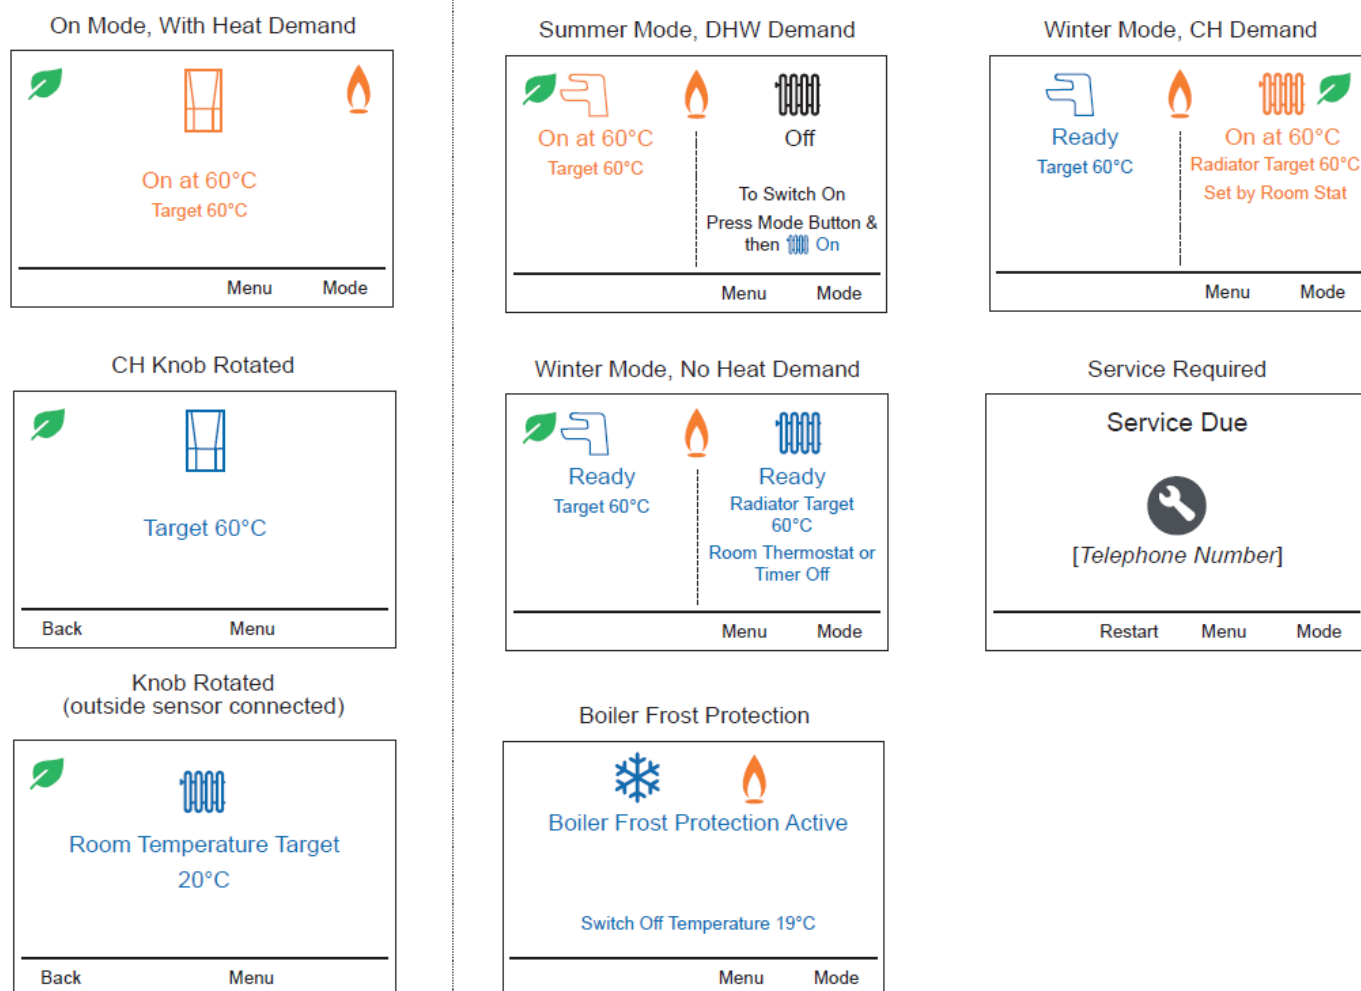 On Mode, With Heat Demand
On at 60°C
Target 60°C
Menu Mode
CH Knob Rotated
Target 60°C
Back Menu
Knob Rotated
(outside sensor connected)
Room Temperature Target
20°C
Back Menu
Summer Mode, DHW Demand
On at 60°C
Target 60°C
Off
To Switch On
Press Mode Button &
then On
Menu Mode
Winter Mode, No Heat Demand
Ready
Target 60°C
Ready
Radiator Target
60°C
Room Thermostat or
Timer Off
Menu Mode
Boiler Frost Protection
Boiler Frost Protection Active
Switch Off Temperature 19°C
Menu Mode
Winter Mode, CH Demand
Ready
Target 60°C
On at 60°C
Radiator Target 60°C
Set by Room Stat
Menu Mode
Service Required
Service Due
[Telephone Number]
Restart Menu Mode